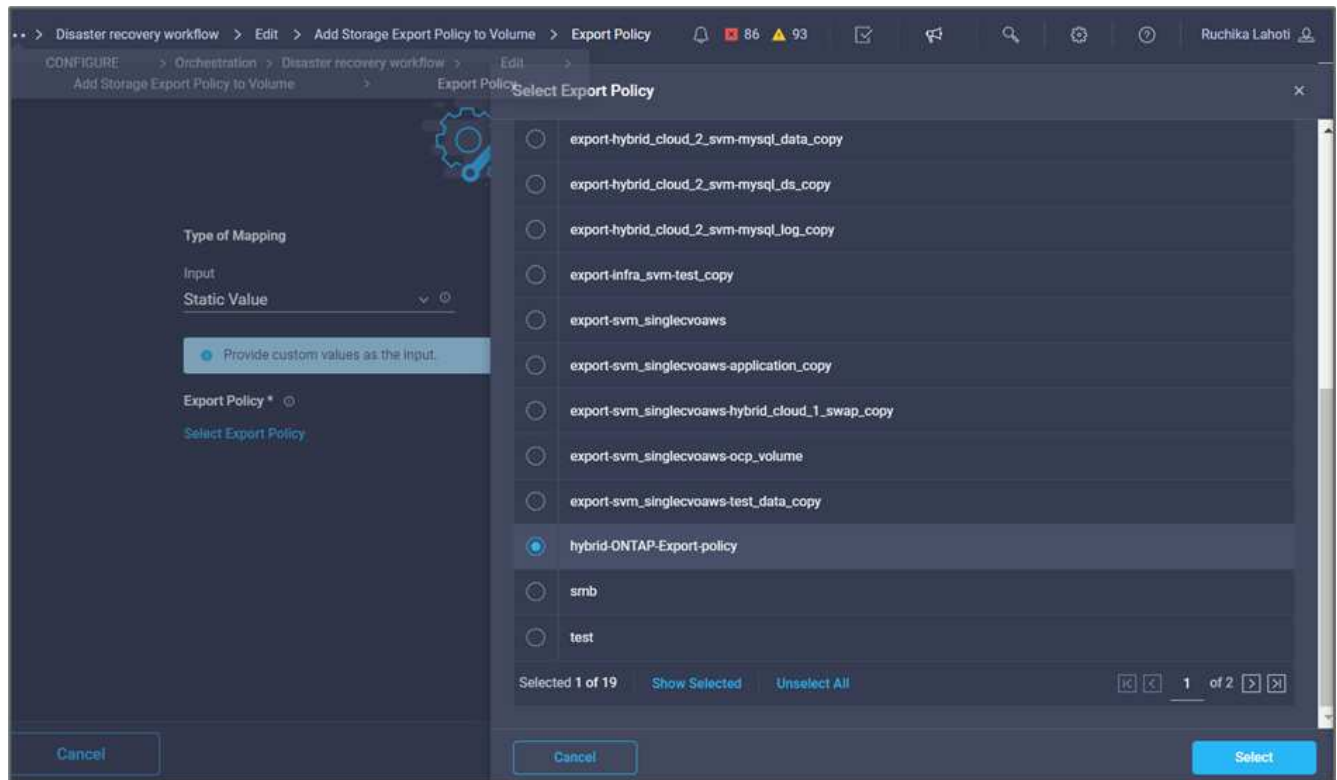 •• > Disaster recovery workflow > Edit > Add Storage Export Policy to Volume > Export Policy 86 93 Ruchika Lahoti
CONFIGURE > Orchestration > Disaster recovery workflow > Edit >
Add Storage Export Policy to Volume > Export Policy
Select Export Policy
Type of Mapping
Input
Static Value
Provide custom values as the input.
Export Policy *
Select Export Policy
export-hybrid_cloud_2_svm-mysql_data_copy
export-hybrid_cloud_2_svm-mysql_ds_copy
export-hybrid_cloud_2_svm-mysql_log_copy
export-infra_svm-test_copy
export-svm_singlecvoaws
export-svm_singlecvoaws-application_copy
export-svm_singlecvoaws-hybrid_cloud_1_swap_copy
export-svm_singlecvoaws-ocp_volume
export-svm_singlecvoaws-test_data_copy
hybrid-ONTAP-Export-policy
smb
test
Selected 1 of 19 Show Selected Unselect All 1 of 2
Cancel
Cancel
Select